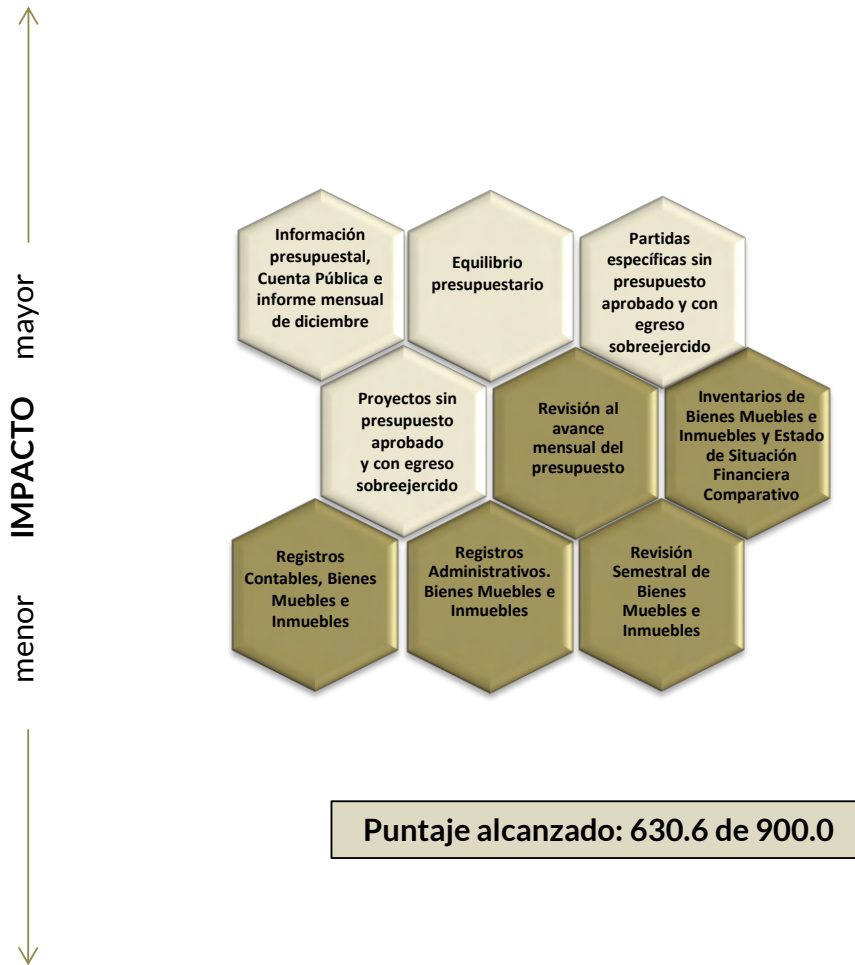 mayor
IMPACTO
menor
Información
presupuestal,
Cuenta Pública e
informe mensual
de diciembre
Equilibrio
presupuestario
Partidas
específicas sin
presupuesto
aprobado y con
egreso
sobreejercido
Proyectos sin
presupuesto
aprobado
y con egreso
sobreejercido
Revisión al
avance
mensual del
presupuesto
Inventarios de
Bienes Muebles e
Inmuebles y Estado
de Situación
Financiera
Comparativo
Registros
Contables, Bienes
Muebles e
Inmuebles
Registros
Administrativos.
Bienes Muebles e
Inmuebles
Revisión
Semestral de
Bienes
Muebles e
Inmuebles
Puntaje alcanzado: 630.6 de 900.0